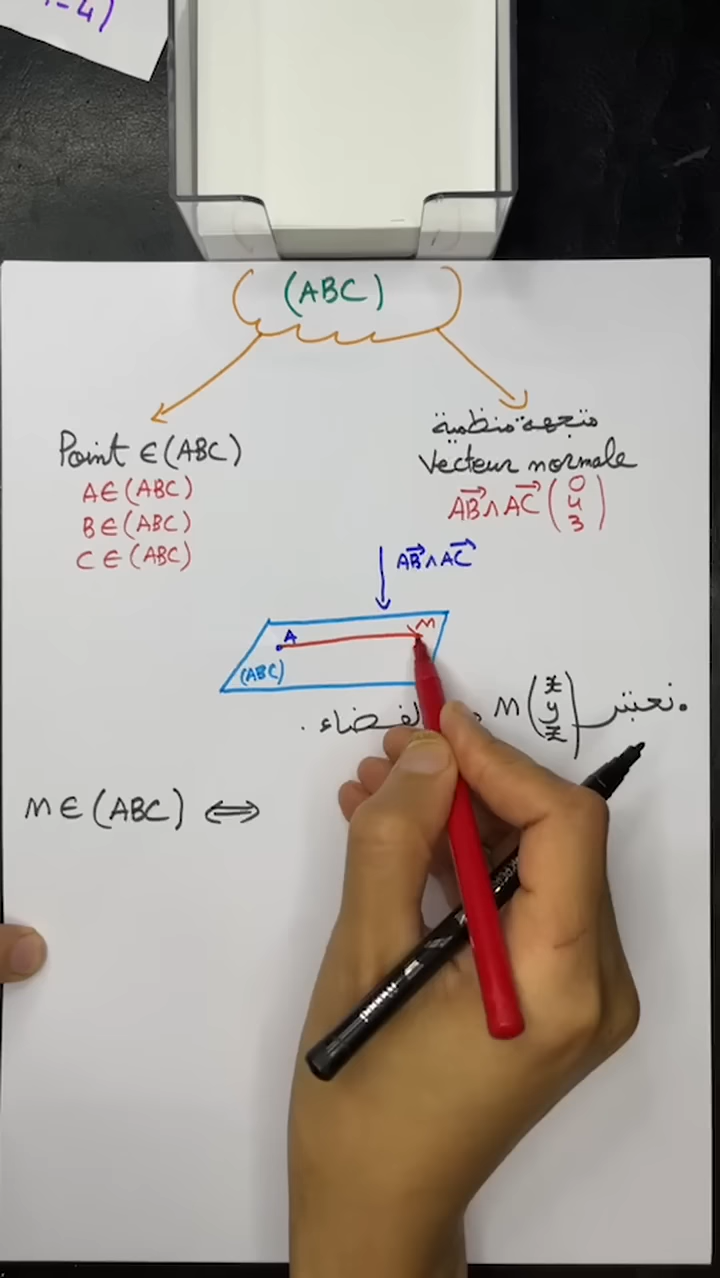 -4)
(ABC)
Point ∈ (ABC)
A ∈ (ABC)
B ∈ (ABC)
C ∈ (ABC)
متجهة منظمية
Vecteur normale
AB ∧ AC (0 4 3)
AB ∧ AC
A
M
(ABC)
نعتبر M (x y z) الفضاء.
M ∈ (ABC) ⇔